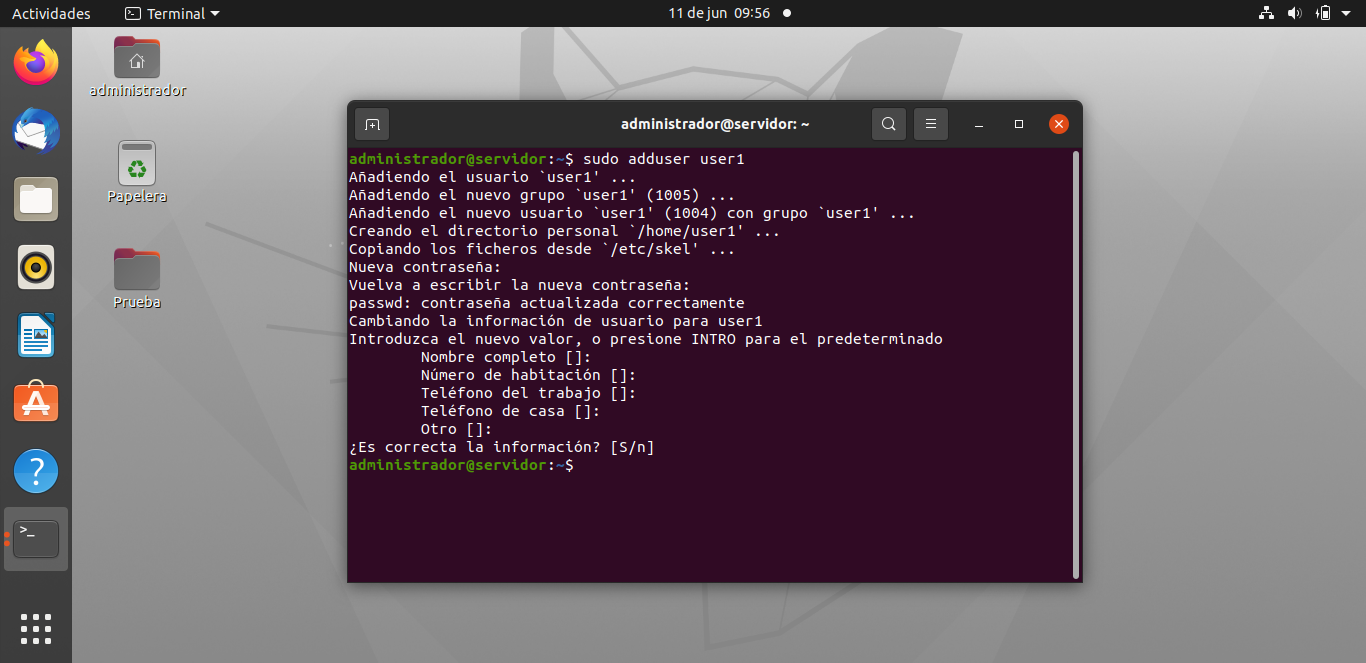 Actividades
Terminal
11 de jun 09:56
administrador
Papelera
Prueba
administrador@servidor: ~
administrador@servidor:~$ sudo adduser user1
Añadiendo el usuario `user1' ...
Añadiendo el nuevo grupo `user1' (1005) ...
Añadiendo el nuevo usuario `user1' (1004) con grupo `user1' ...
Creando el directorio personal `/home/user1' ...
Copiando los ficheros desde `/etc/skel' ...
Nueva contraseña:
Vuelva a escribir la nueva contraseña:
passwd: contraseña actualizada correctamente
Cambiando la información de usuario para user1
Introduzca el nuevo valor, o presione INTRO para el predeterminado
Nombre completo []:
Número de habitación []:
Teléfono del trabajo []:
Teléfono de casa []:
Otro []:
¿Es correcta la información? [S/n]
administrador@servidor:~$